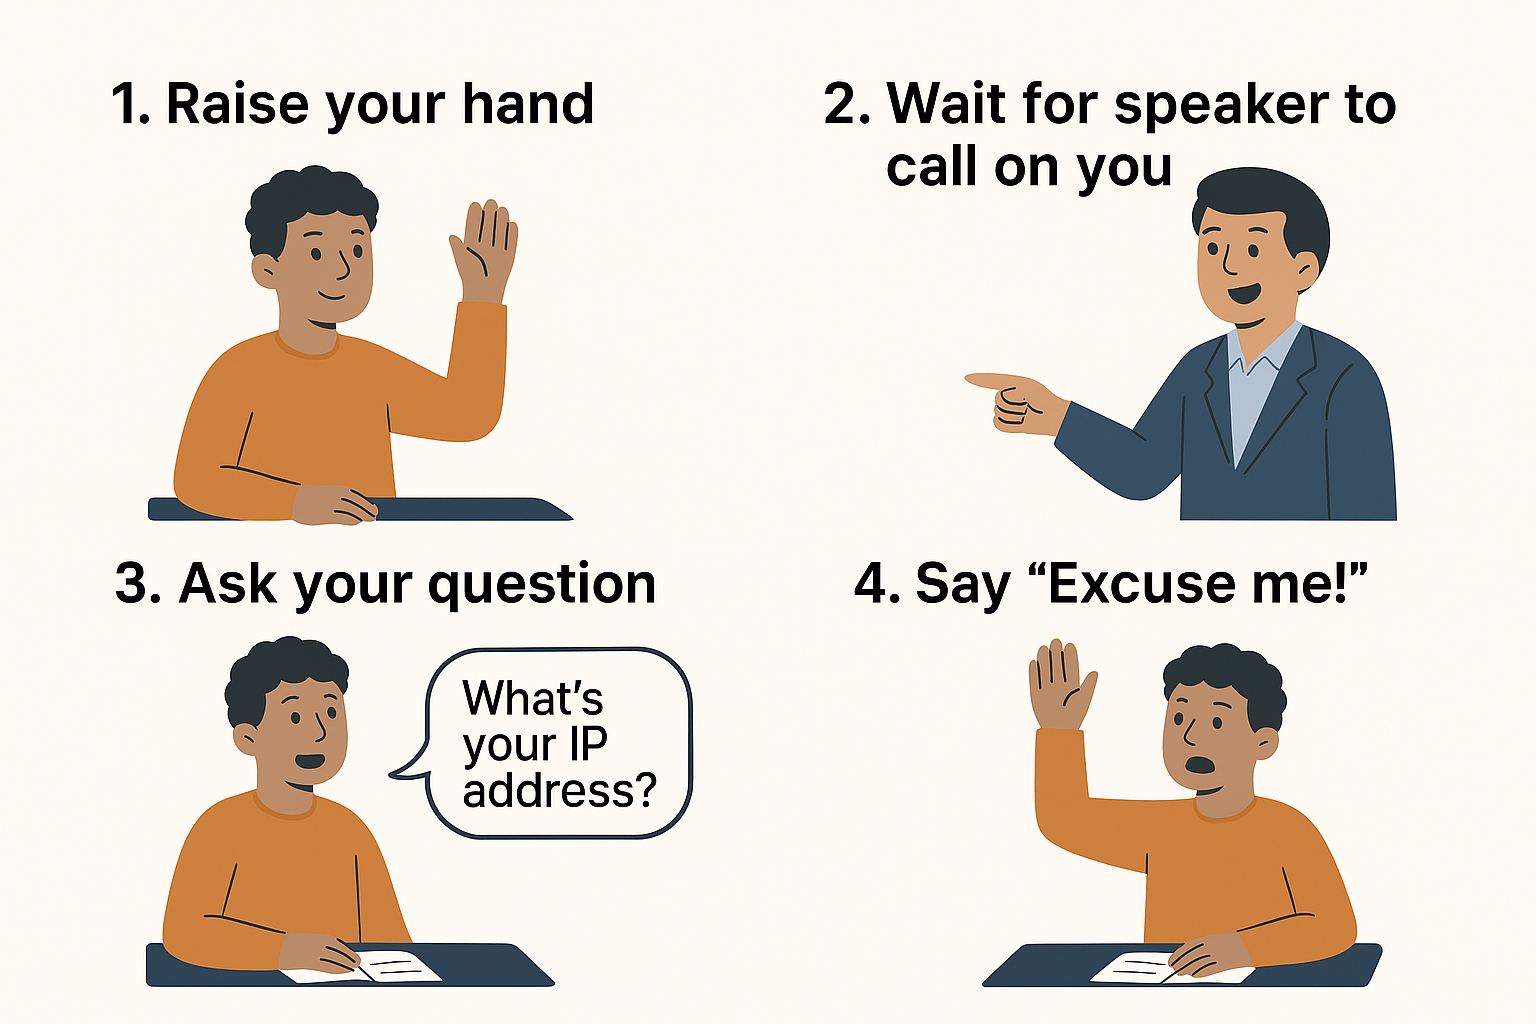 1. Raise your hand
2. Wait for speaker to
call on you
3. Ask your question
What’s
your IP
address?
4. Say “Excuse me!”